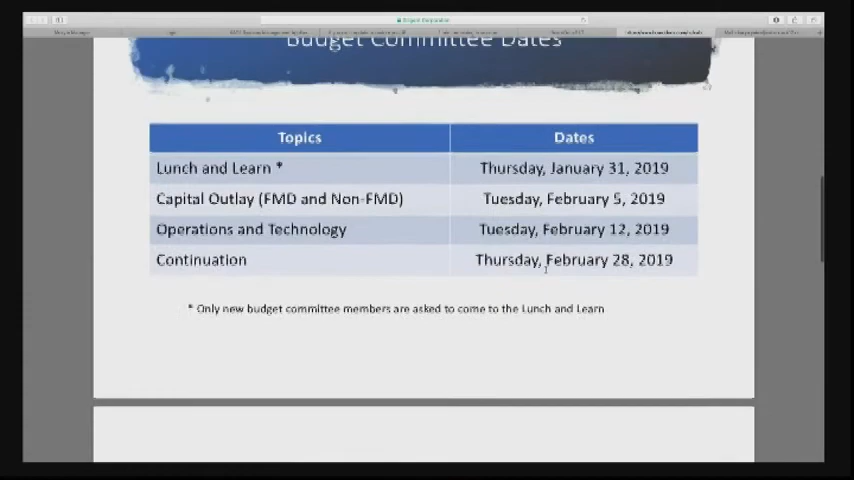 Budget Committee Dates
Topics
Dates
Lunch and Learn *
Thursday, January 31, 2019
Capital Outlay (FMD and Non-FMD)
Tuesday, February 5, 2019
Operations and Technology
Tuesday, February 12, 2019
Continuation
Thursday, February 28, 2019
* Only new budget committee members are asked to come to the Lunch and Learn